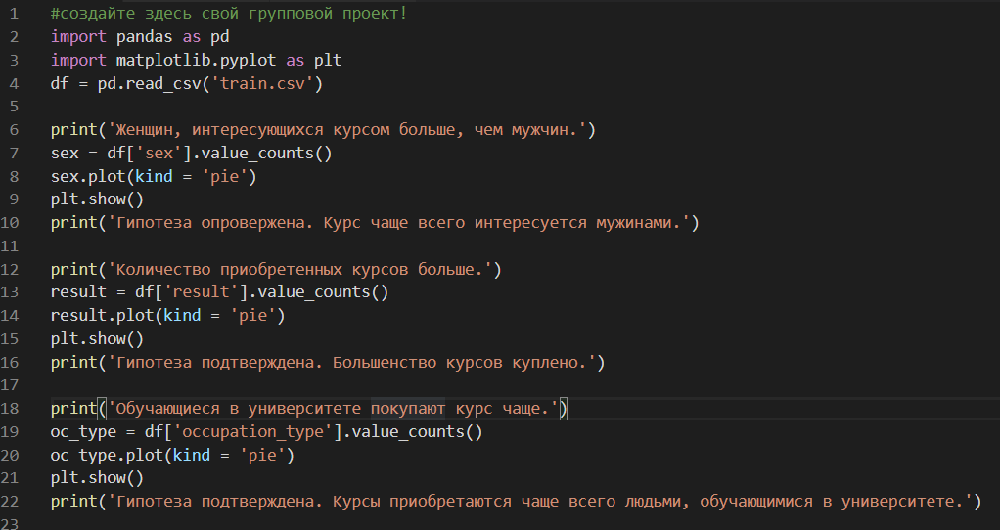 1 #создайте здесь свой групповой проект!
2 import pandas as pd
3 import matplotlib.pyplot as plt
4 df = pd.read_csv('train.csv')
5
6 print('Женщин, интересующихся курсом больше, чем мужчин.')
7 sex = df['sex'].value_counts()
8 sex.plot(kind = 'pie')
9 plt.show()
10 print('Гипотеза опровержена. Курс чаще всего интересуется мужинами.')
11
12 print('Количество приобретенных курсов больше.')
13 result = df['result'].value_counts()
14 result.plot(kind = 'pie')
15 plt.show()
16 print('Гипотеза подтверждена. Большенство курсов куплено.')
17
18 print('Обучающиеся в университете покупают курс чаще.')
19 oc_type = df['occupation_type'].value_counts()
20 oc_type.plot(kind = 'pie')
21 plt.show()
22 print('Гипотеза подтверждена. Курсы приобретаются чаще всего людьми, обучающимися в университете.')
23